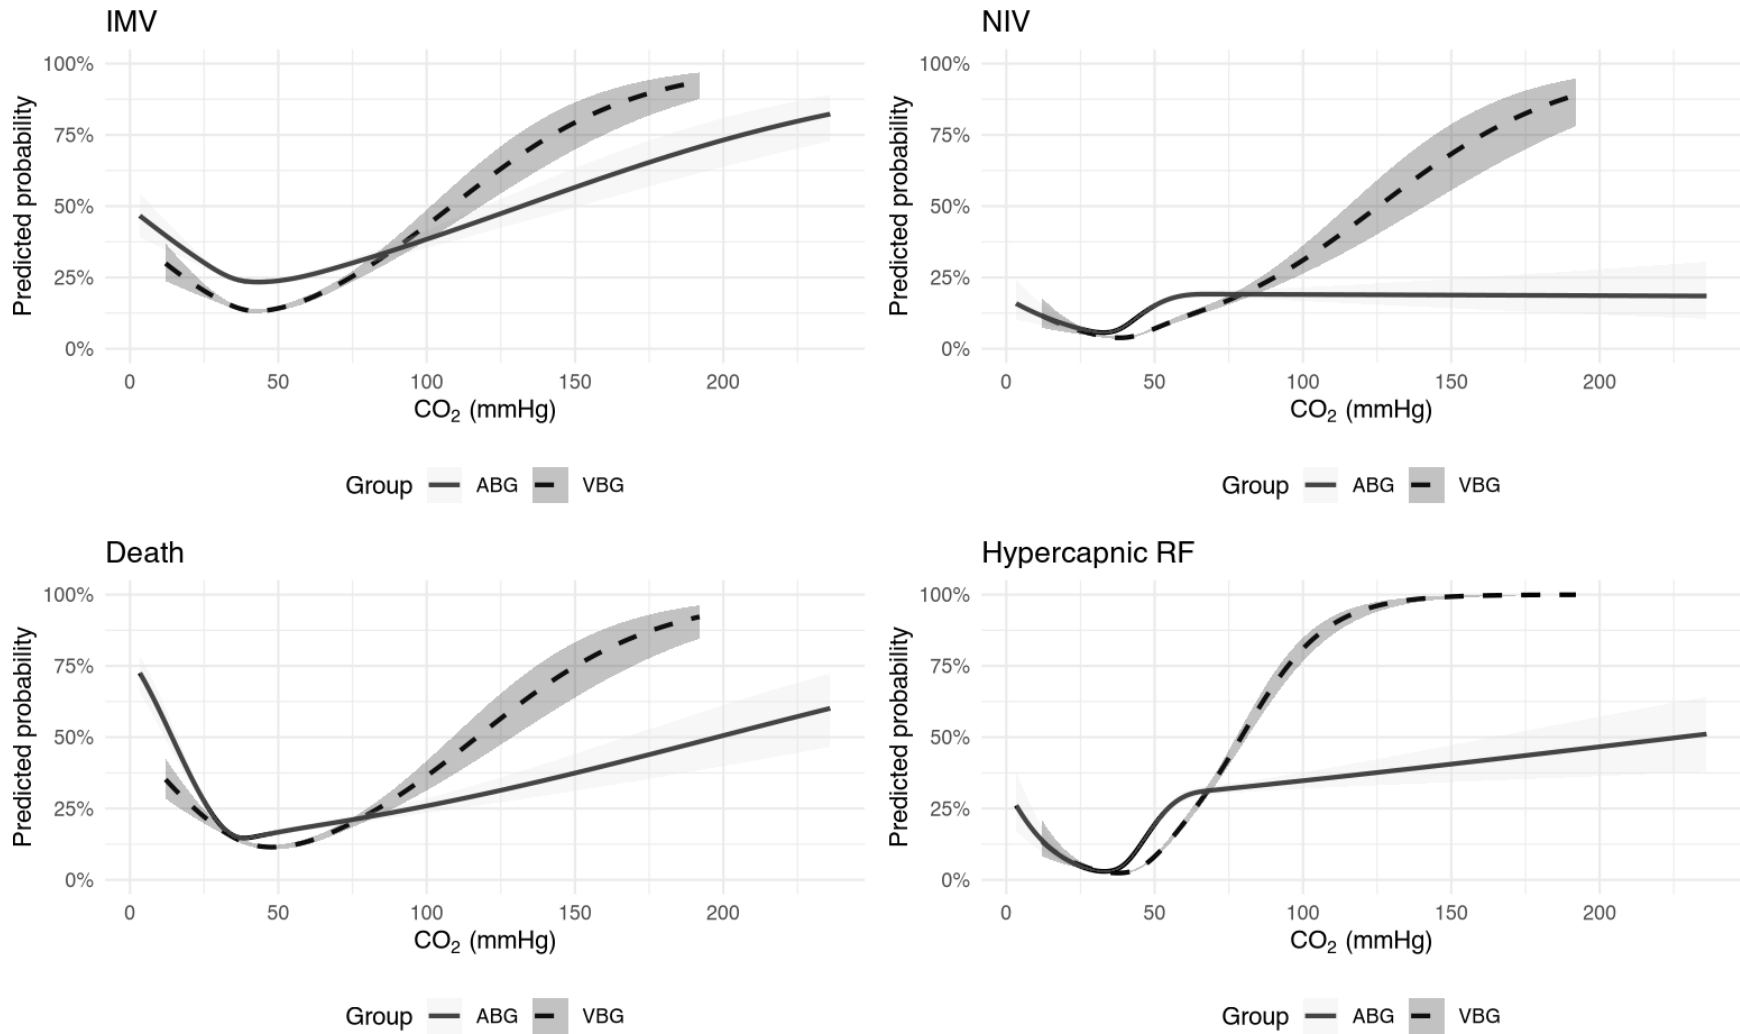 IMV
100%
75%
50%
25%
0%
Predicted probability
0 50 100 150 200
CO₂ (mmHg)
Group ABG VBG
NIV
100%
75%
50%
25%
0%
Predicted probability
0 50 100 150 200
CO₂ (mmHg)
Group ABG VBG
Death
100%
75%
50%
25%
0%
Predicted probability
0 50 100 150 200
CO₂ (mmHg)
Group ABG VBG
Hypercapnic RF
100%
75%
50%
25%
0%
Predicted probability
0 50 100 150 200
CO₂ (mmHg)
Group ABG VBG